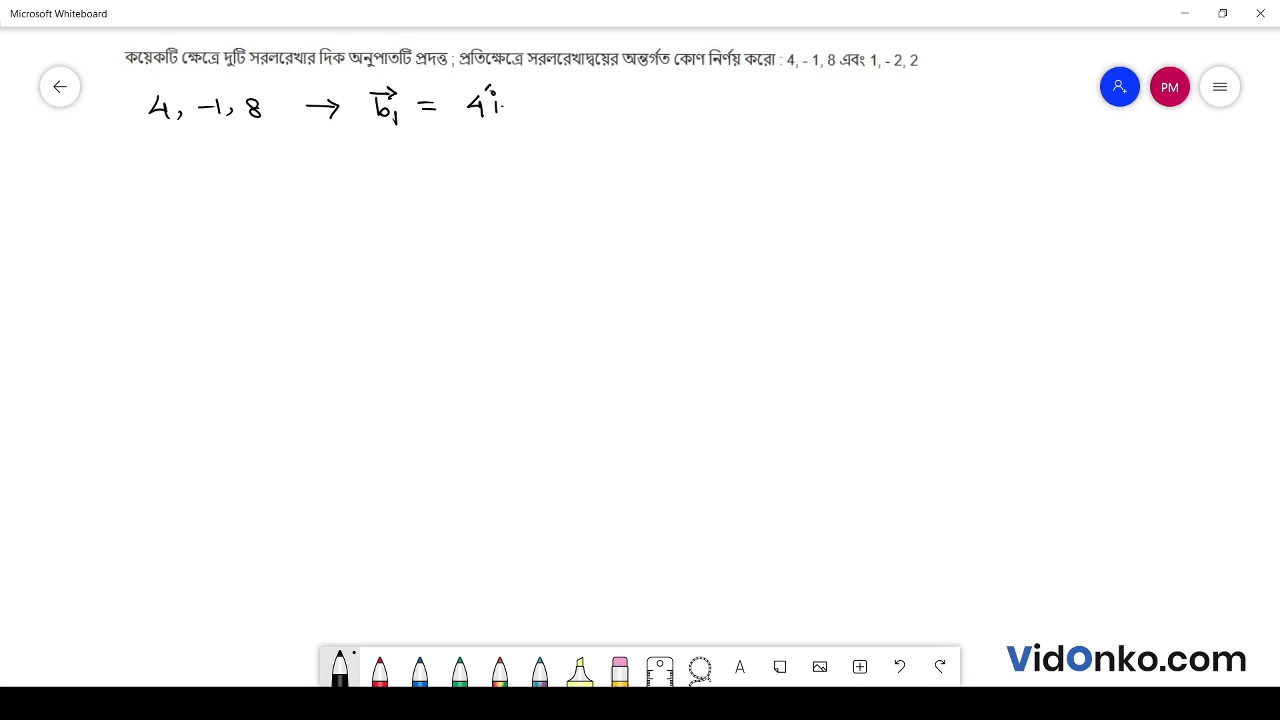 Microsoft Whiteboard
কয়েকটি ক্ষেত্রে দুটি সরলরেখার দিক অনুপাতটি প্রদত্ত ; প্রতিক্ষেত্রে সরলরেখাদ্বয়ের অন্তর্গত কোণ নির্ণয় করো : 4, - 1, 8 এবং 1, - 2, 2
4, -1, 8 → b⃗₁ = 4î
PM
A
VidOnko.com